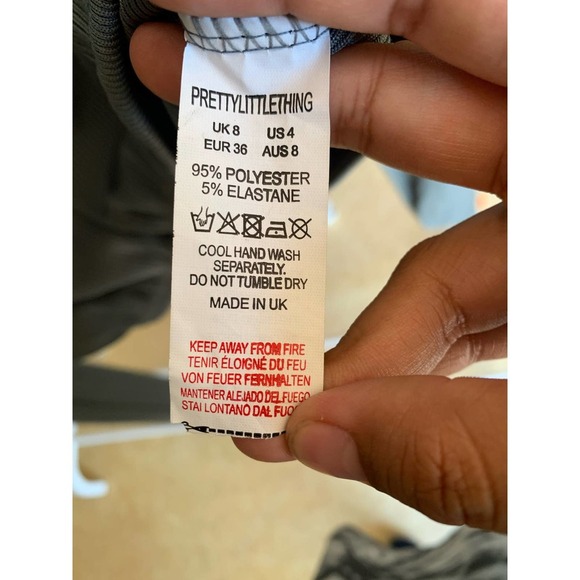 PRETTYLITTLETHING
UK 8 US 4
EUR 36 AUS 8
95% POLYESTER
5% ELASTANE
COOL HAND WASH
SEPARATELY.
DO NOT TUMBLE DRY
MADE IN UK
KEEP AWAY FROM FIRE
TENIR ÉLOIGNÉ DU FEU
VON FEUER FERNHALTEN
MANTENER ALEJADO DEL FUEGO
STAI LONTANO DAL